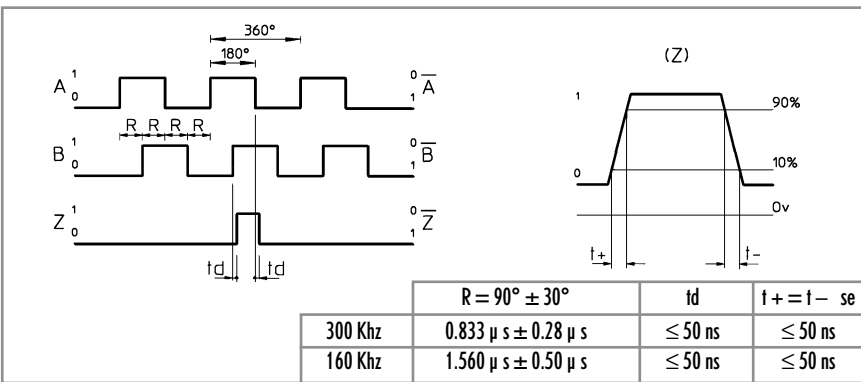 360°
180°
A 1 0
0 1 A̅
R R R R
B 1 0
0 1 B̅
Z 1 0
0 1 Z̅
td td
(Z)
1
90%
10%
0
0v
t+ t−
R = 90° ± 30° td t + = t − se
300 Khz 0.833 µ s ± 0.28 µ s ≤ 50 ns ≤ 50 ns
160 Khz 1.560 µ s ± 0.50 µ s ≤ 50 ns ≤ 50 ns